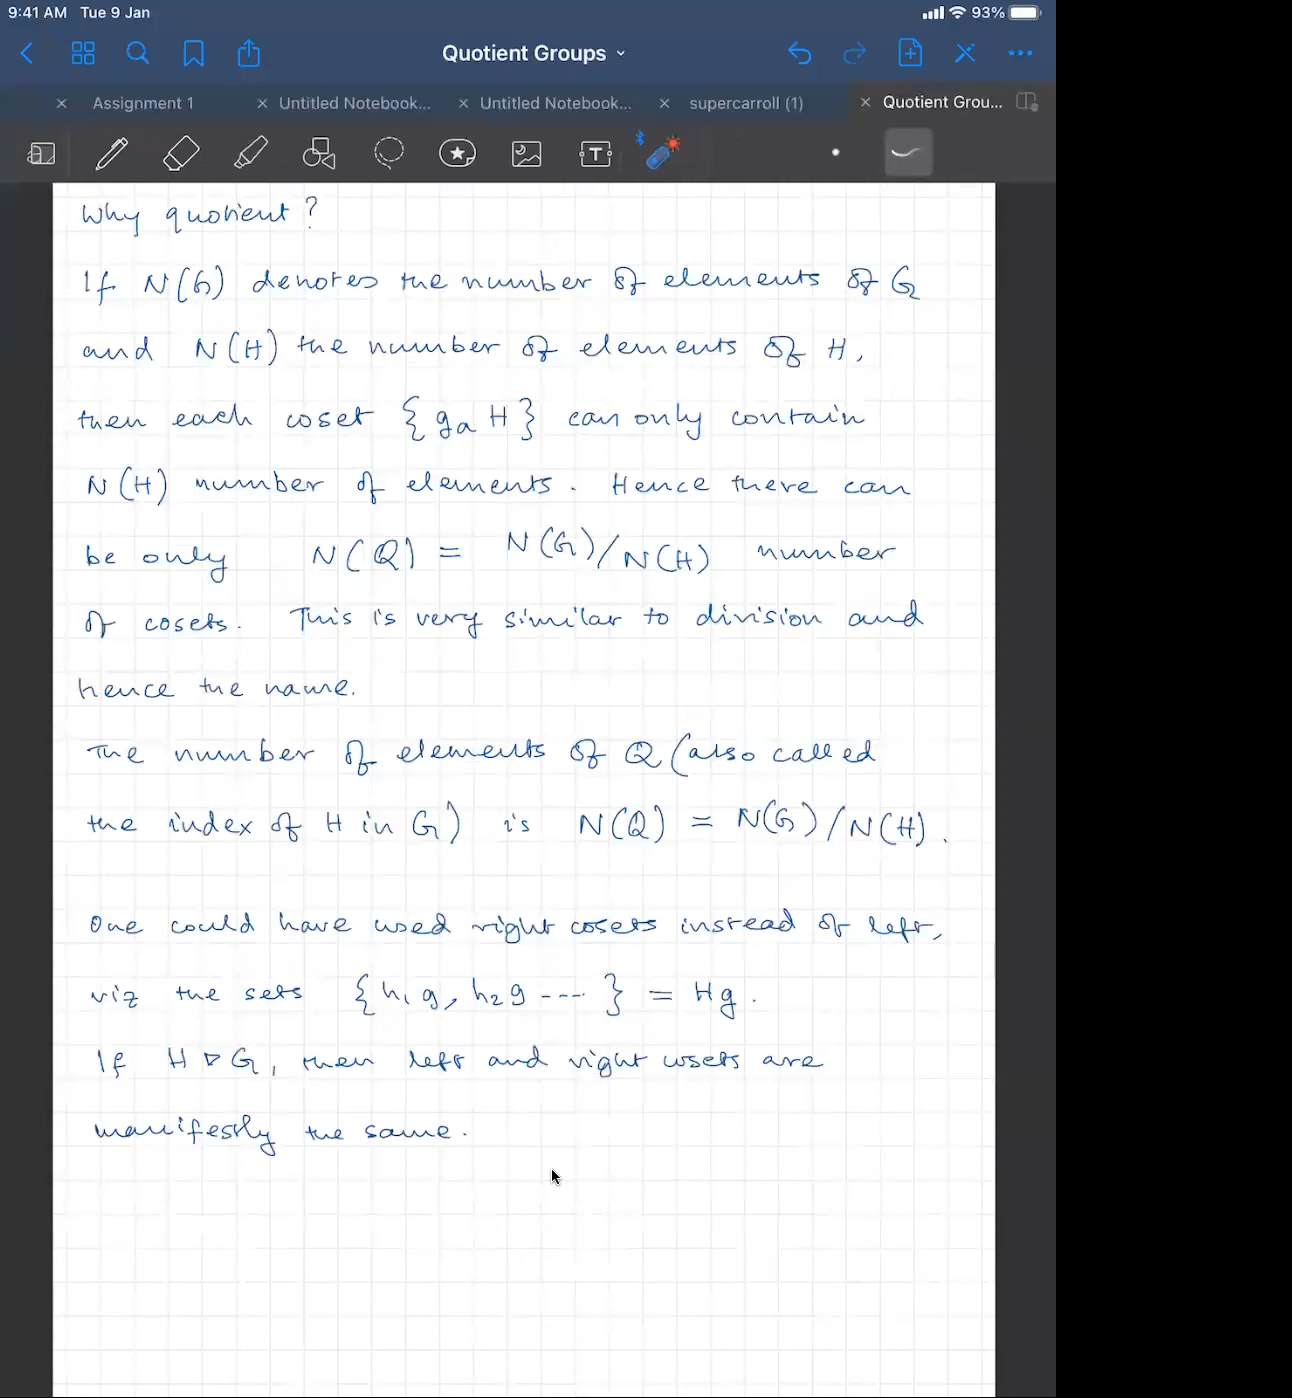 9:41 AM Tue 9 Jan 93%
Quotient Groups
Assignment 1 Untitled Notebook... Untitled Notebook... supercarroll (1) Quotient Grou...
T
Why quotient?
If N(G) denotes the number of elements of G
and N(H) the number of elements of H,
then each coset {gₐ H} can only contain
N(H) number of elements. Hence there can
be only N(Q) = N(G)/N(H) number
of cosets. This is very similar to division and
hence the name.
The number of elements of Q (also called
the index of H in G) is N(Q) = N(G)/N(H).
One could have used right cosets instead of left,
viz the sets {h₁g, h₂g ----} = Hg.
If H ▷ G, then left and right cosets are
manifestly the same.